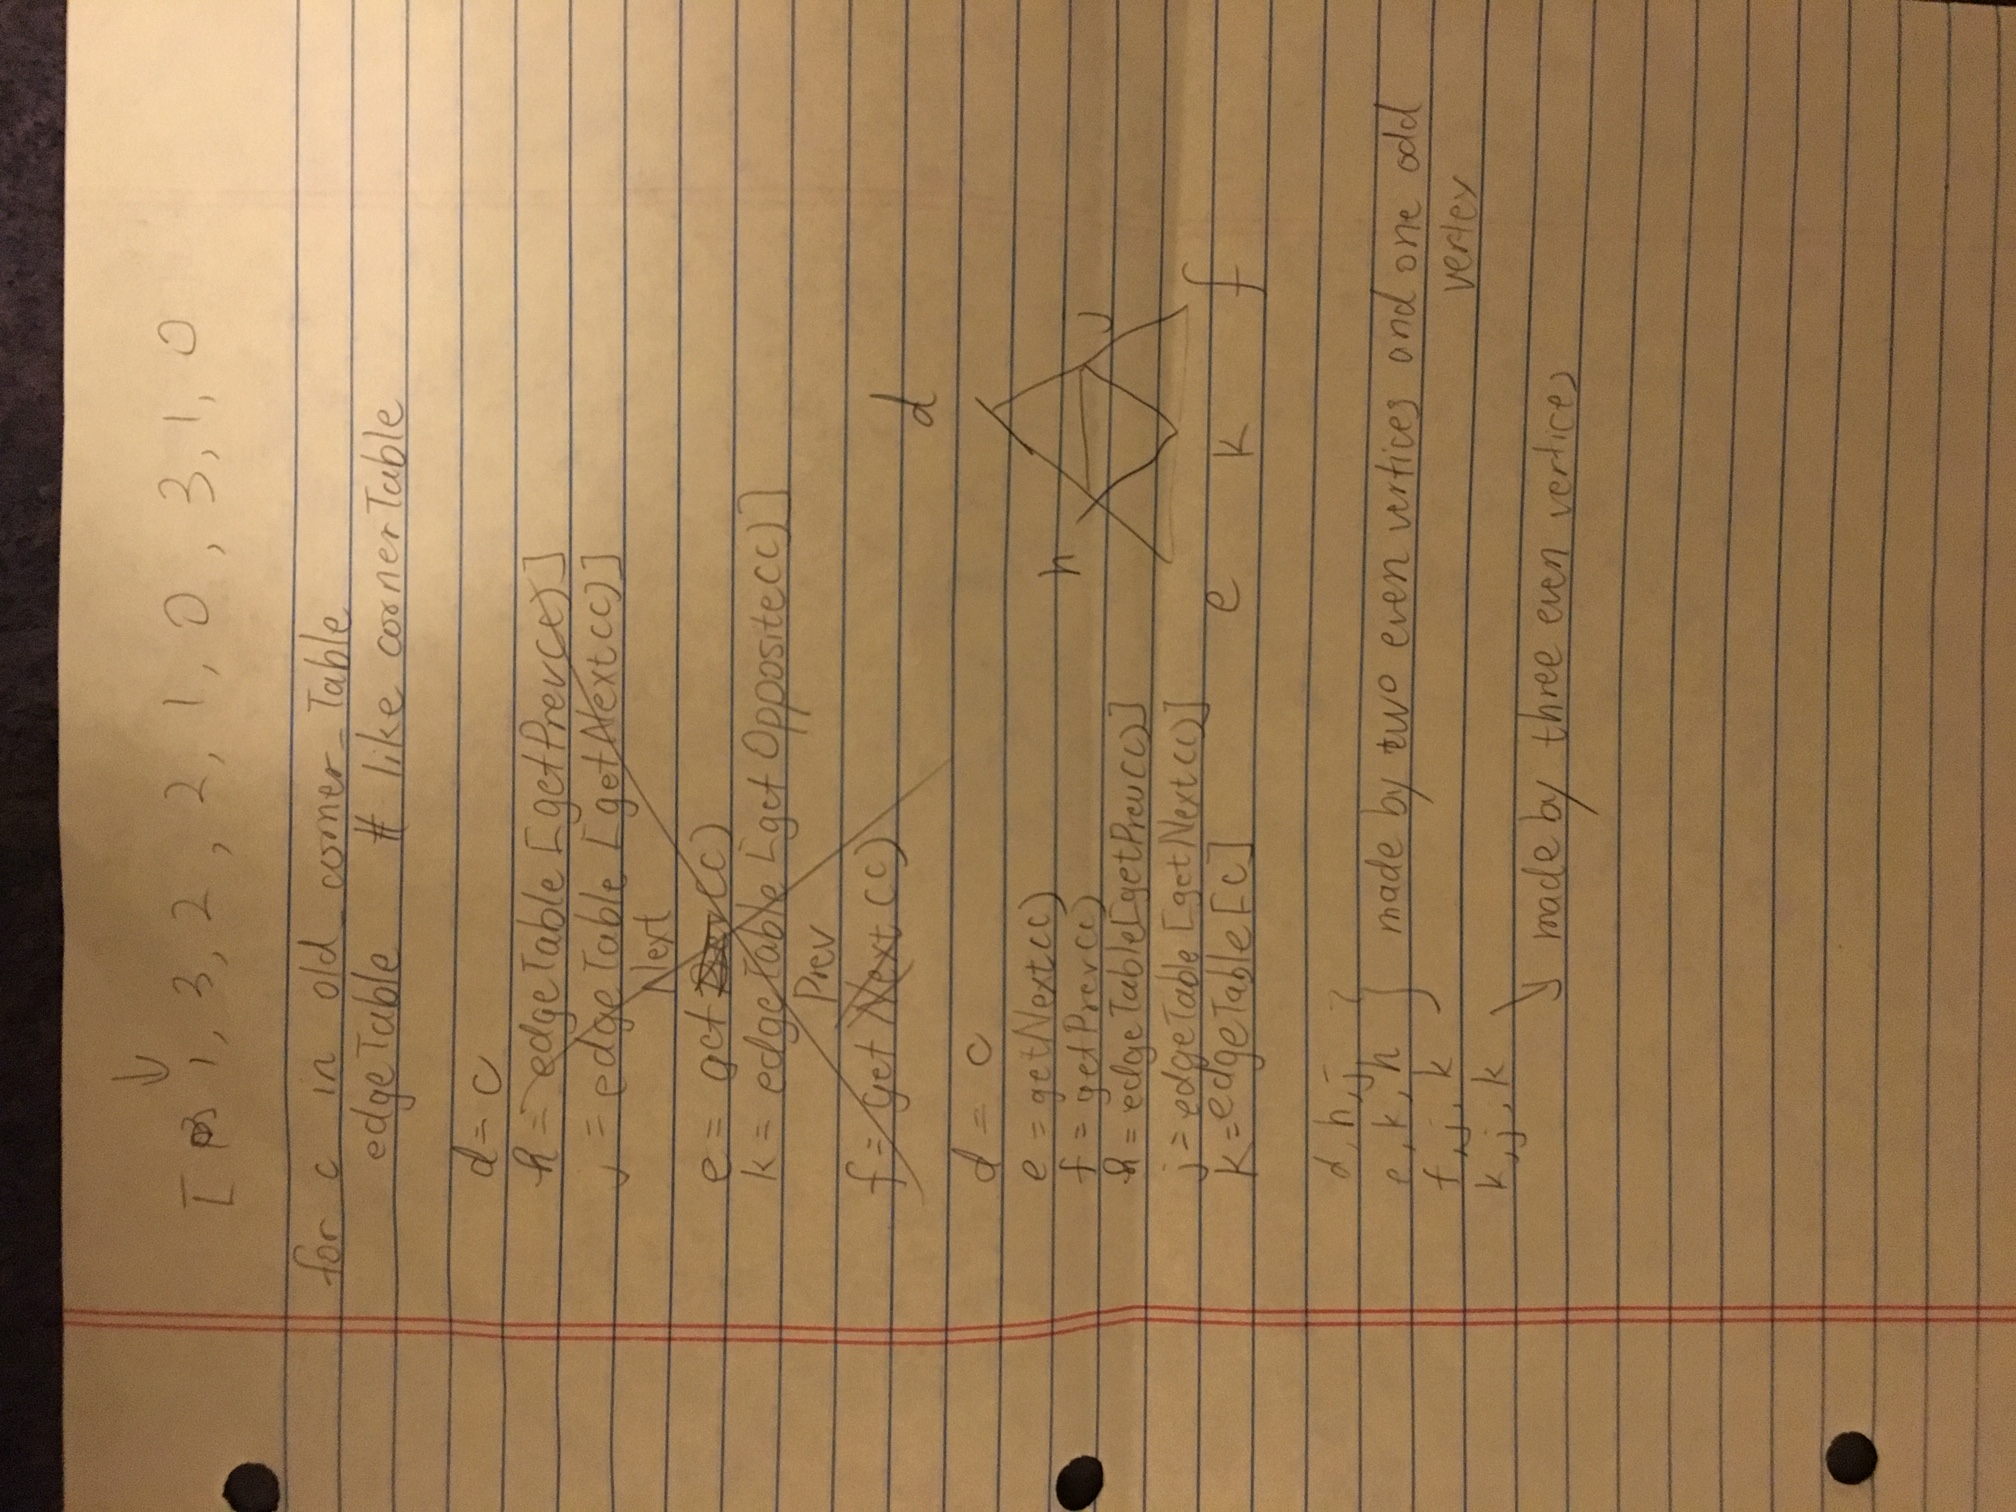 [ 1, 3, 2, 2, 1, 0, 3, 1, 0
for c in old_corner_Table
edgeTable # like cornerTable
d = c
h = edgeTable [getPrev(c)]
j = edgeTable [getNext(c)]
Next
e = get Prev(c)
k = edgeTable [get Opposite(c)]
Prev
f = get Next (c)
d
d = c
e = getNext(c)
f = getPrev(c)
h = edgeTable[getPrev(c)]
j = edgeTable [getNext(c)]
k = edgeTable [c]
h
j
e k f
d, h, j
e, k, h } made by two even vertices and one odd
f, j, k vertex
k, j, k
made by three even vertices